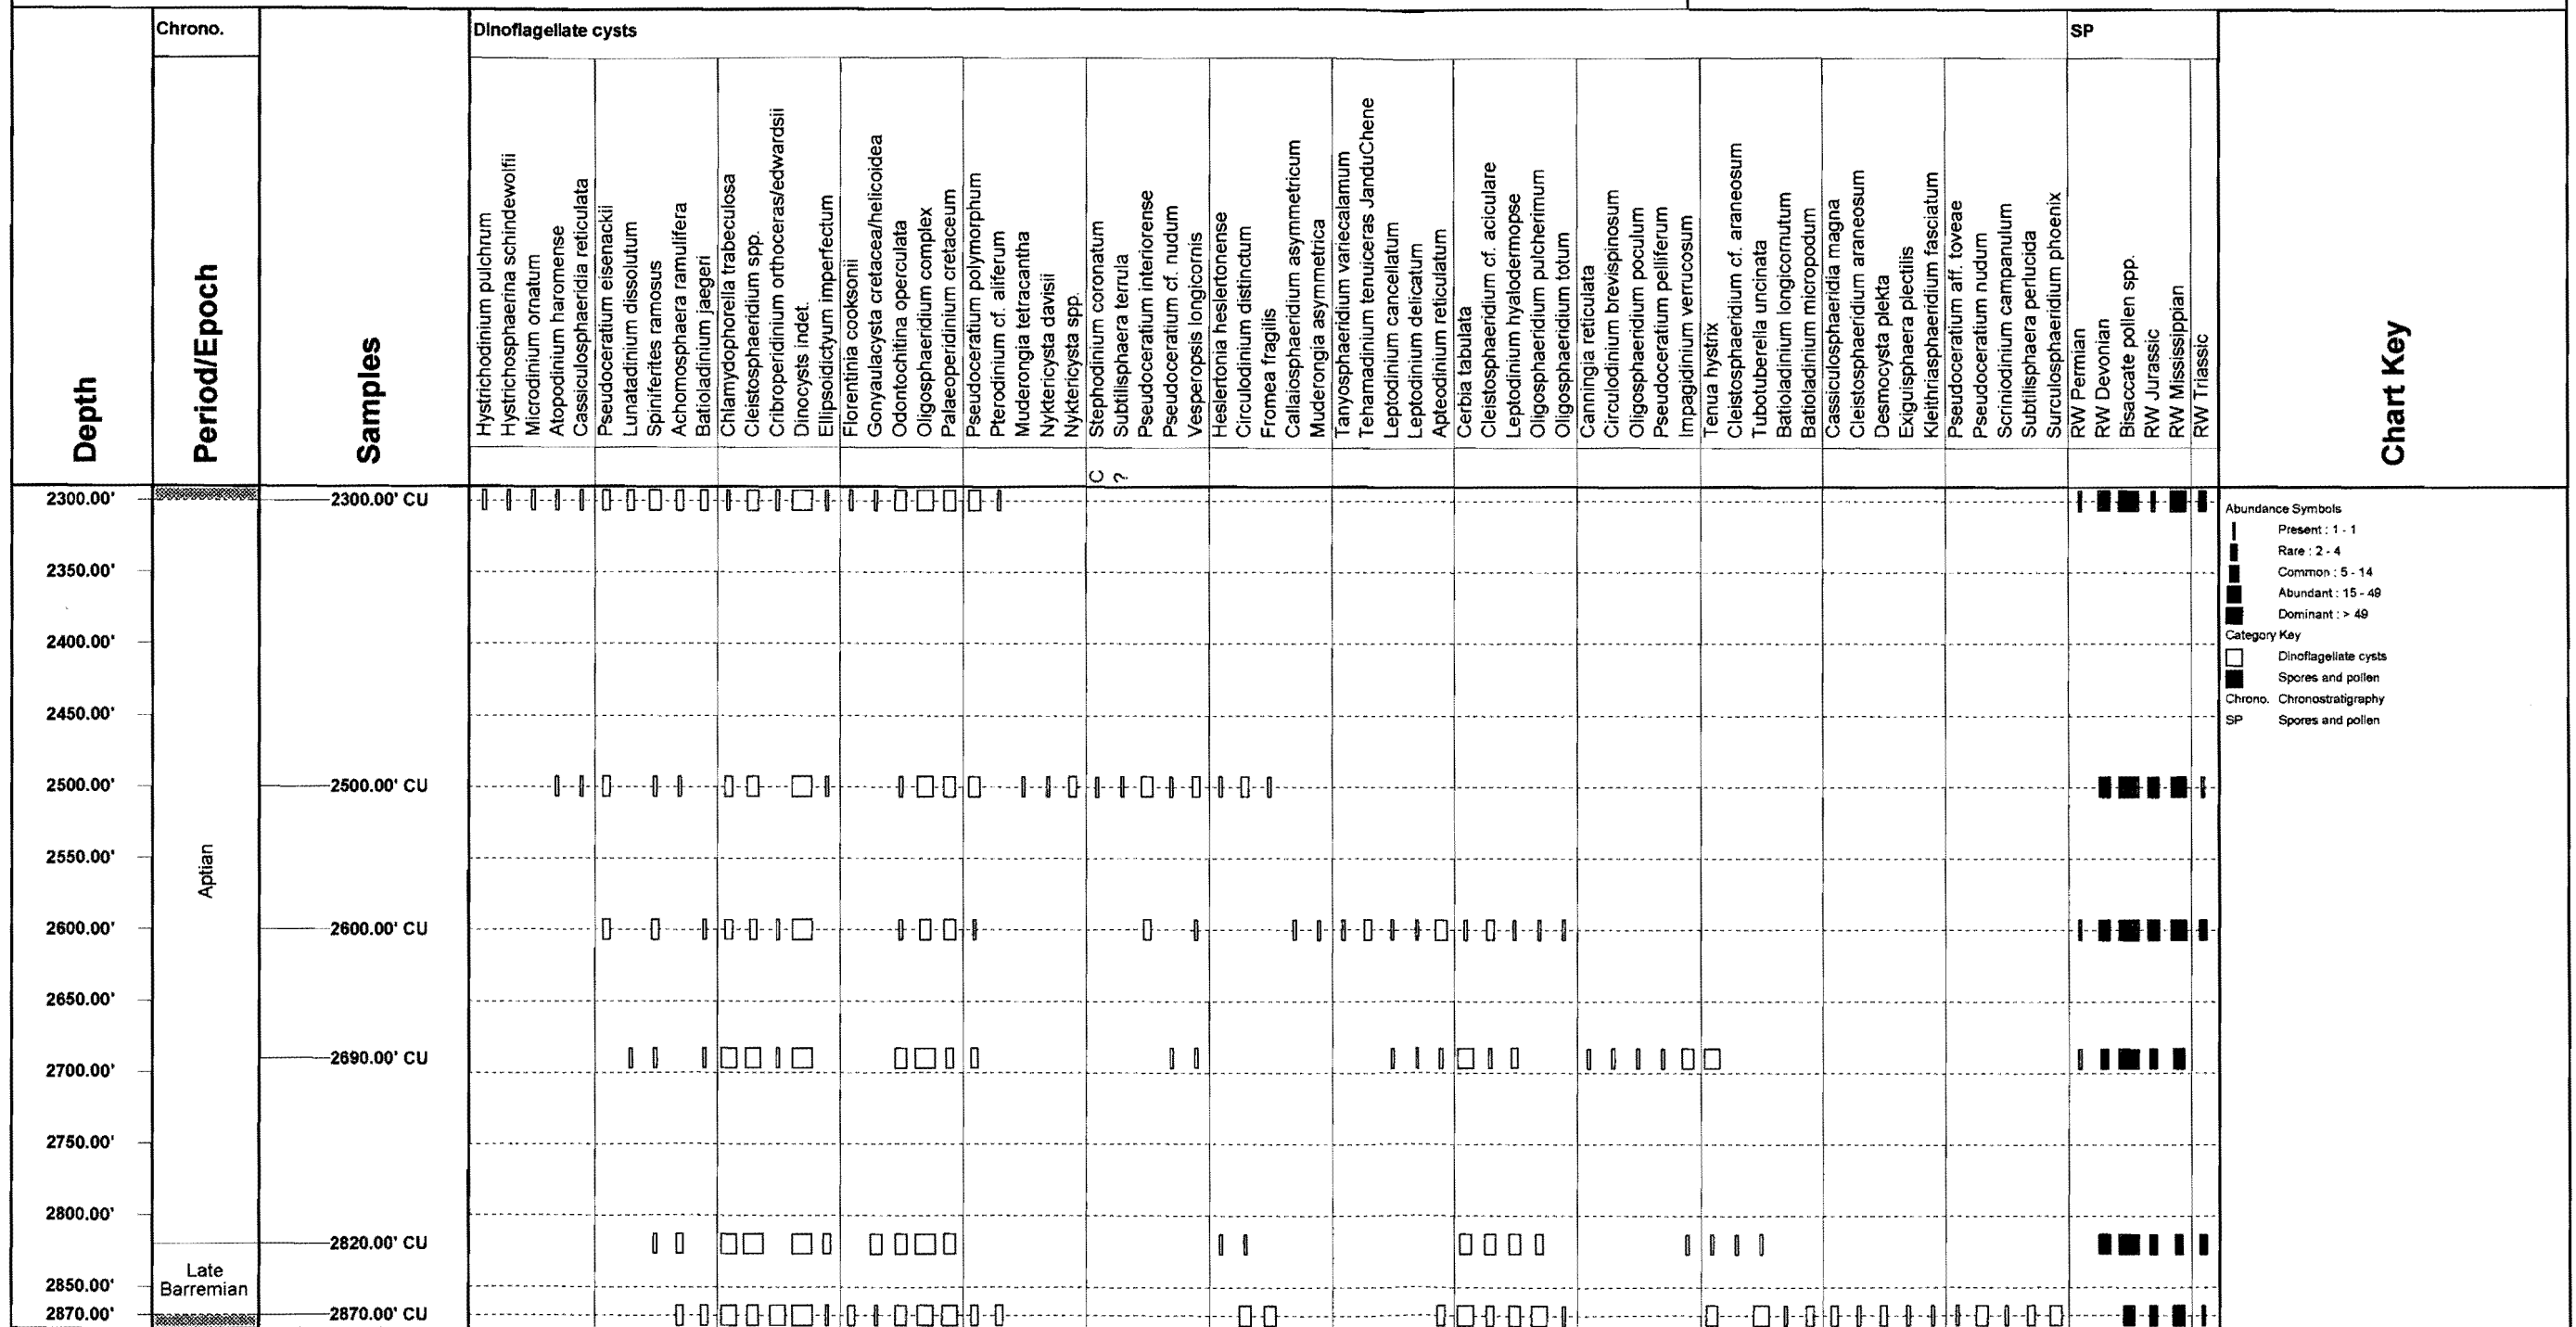 Chrono.
Dinoflagellate cysts
SP
Depth
Period/Epoch
Samples
Hystrichodinium pulchrum
Hystrichosphaerina schindewolfii
Microdinium ornatum
Atopodinium haromense
Cassiculosphaeridia reticulata
Pseudoceratium eisenackii
Lunatadinium dissolutum
Spiniferites ramosus
Achomosphaera ramulifera
Batioladinium jaegeri
Chlamydophorella trabeculosa
Cleistosphaeridium spp.
Cribroperidinium orthoceras/edwardsii
Dinocysts indet.
Ellipsoidictyum imperfectum
Florentinia cooksonii
Gonyaulacysta cretacea/helicoidea
Odontochitina operculata
Oligosphaeridium complex
Palaeoperidinium cretaceum
Pseudoceratium polymorphum
Pterodinium cf. aliferum
Muderongia tetracantha
Nyktericysta davisii
Nyktericysta spp.
Stephodinium coronatum
Subtilisphaera terrula
Pseudoceratium interiorense
Pseudoceratium cf. nudum
Vesperopsis longicornis
Heslertonia heslertonense
Circulodinium distinctum
Fromea fragilis
Callaiosphaeridium asymmetricum
Muderongia asymmetrica
Tanyosphaeridium variecalamum
Tehamadinium tenuiceras JanduChene
Leptodinium cancellatum
Leptodinium delicatum
Apteodinium reticulatum
Cerbia tabulata
Cleistosphaeridium cf. aciculare
Leptodinium hyalodermopse
Oligosphaeridium pulcherimum
Oligosphaeridium totum
Canningia reticulata
Circulodinium brevispinosum
Oligosphaeridium poculum
Pseudoceratium pelliferum
Impagidinium verrucosum
Tenua hystrix
Cleistosphaeridium cf. araneosum
Tubotuberella uncinata
Batioladinium longicornutum
Batioladinium micropodum
Cassiculosphaeridia magna
Cleistosphaeridium araneosum
Desmocysta plekta
Exiguisphaera plectilis
Kleithriasphaeridium fasciatum
Pseudoceratium aff. toveae
Pseudoceratium nudum
Scriniodinium campanulum
Subtilisphaera perlucida
Surculosphaeridium phoenix
RW Permian
RW Devonian
Bisaccate pollen spp.
RW Jurassic
RW Mississippian
RW Triassic
Chart Key
C
?
2300.00'
2300.00' CU
2350.00'
2400.00'
2450.00'
2500.00'
2500.00' CU
2550.00'
Aptian
2600.00'
2600.00' CU
2650.00'
2690.00' CU
2700.00'
2750.00'
2800.00'
2820.00' CU
Late
Barremian
2850.00'
2870.00'
2870.00' CU
Abundance Symbols
Present : 1 - 1
Rare : 2 - 4
Common : 5 - 14
Abundant : 15 - 49
Dominant : > 49
Category Key
Dinoflagellate cysts
Spores and pollen
Chrono. Chronostratigraphy
SP Spores and pollen